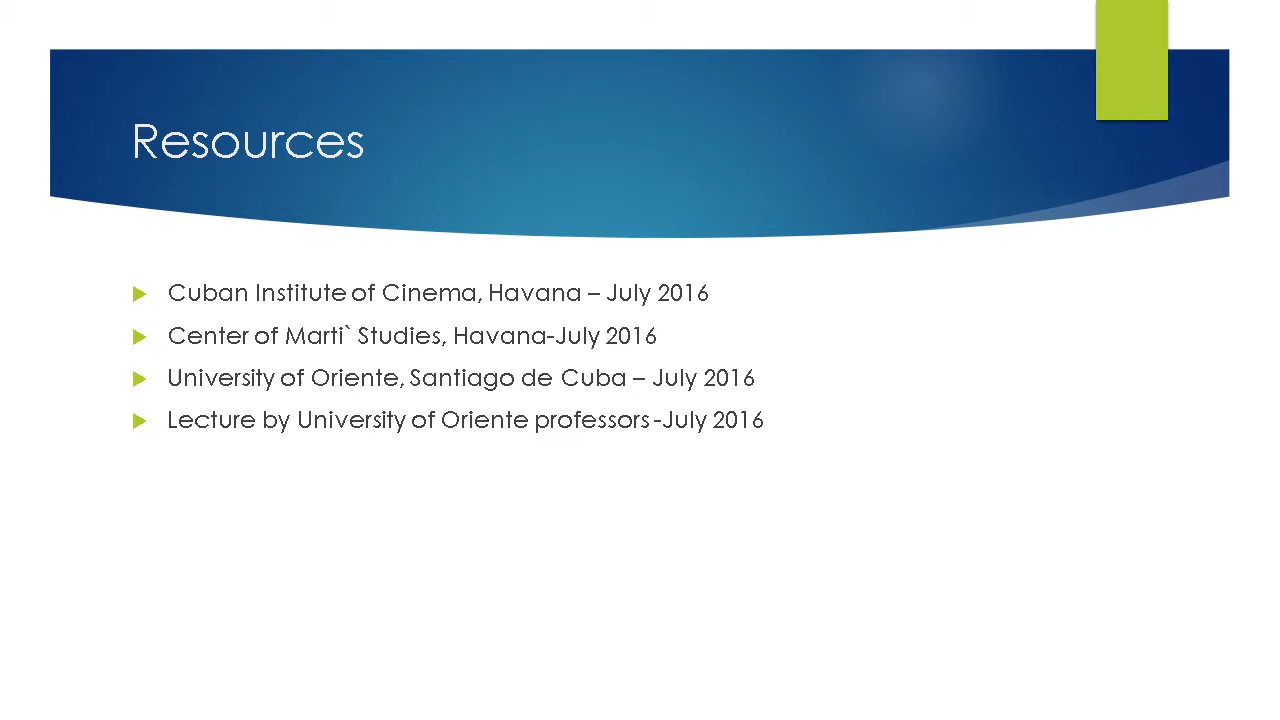 Resources
Cuban Institute of Cinema, Havana – July 2016
Center of Marti` Studies, Havana-July 2016
University of Oriente, Santiago de Cuba – July 2016
Lecture by University of Oriente professors -July 2016